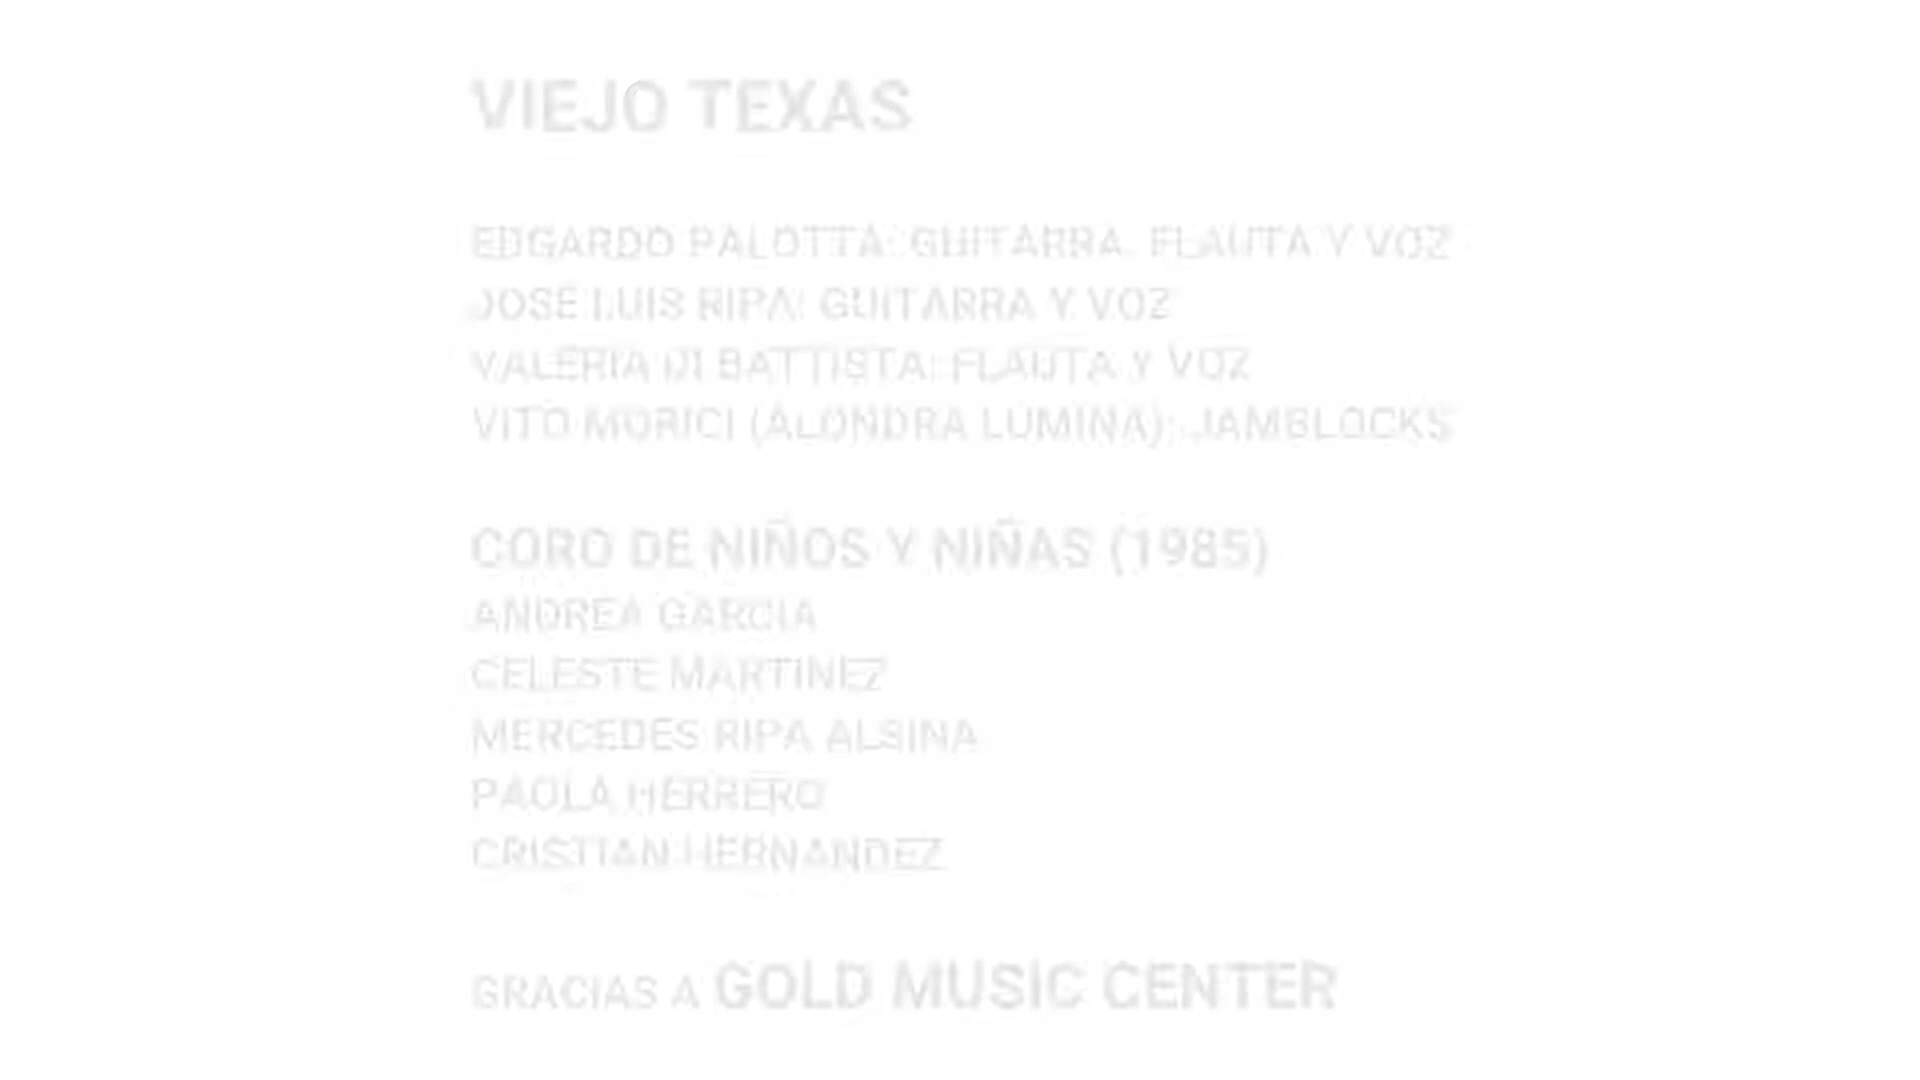 VIEJO TEXAS
EDGARDO PALOTTA: GUITARRA, FLAUTA Y VOZ
JOSE LUIS RIPA: GUITARRA Y VOZ
VALERIA DI BATTISTA: FLAUTA Y VOZ
VITO MORICI (ALONDRA LUMINA): JAMBLOCKS
CORO DE NIÑOS Y NIÑAS (1985)
ANDREA GARCIA
CELESTE MARTINEZ
MERCEDES RIPA ALSINA
PAOLA HERRERO
CRISTIAN HERNANDEZ
GRACIAS A GOLD MUSIC CENTER